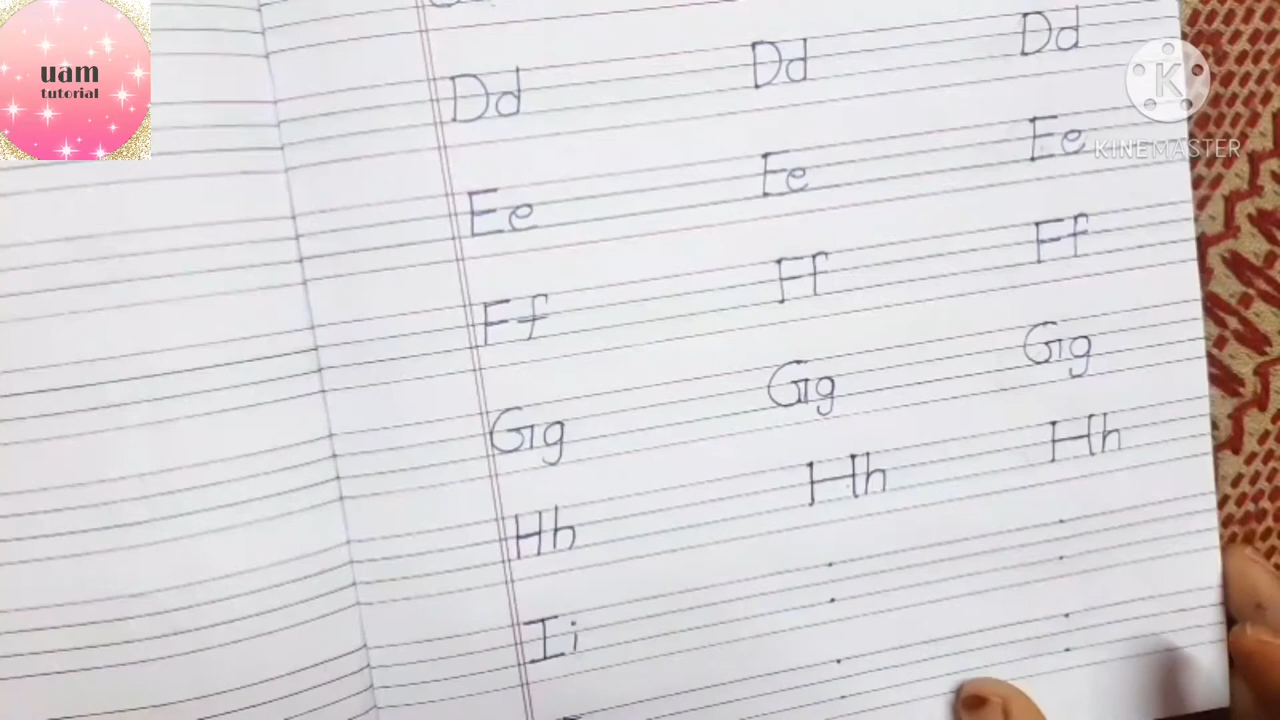 uam
tutorial
Dd Dd Dd
K
KINEMASTER
Ee Ee Ee
Ff Ff Ff
Gg Gg Gg
Hh Hh Hh
Ii